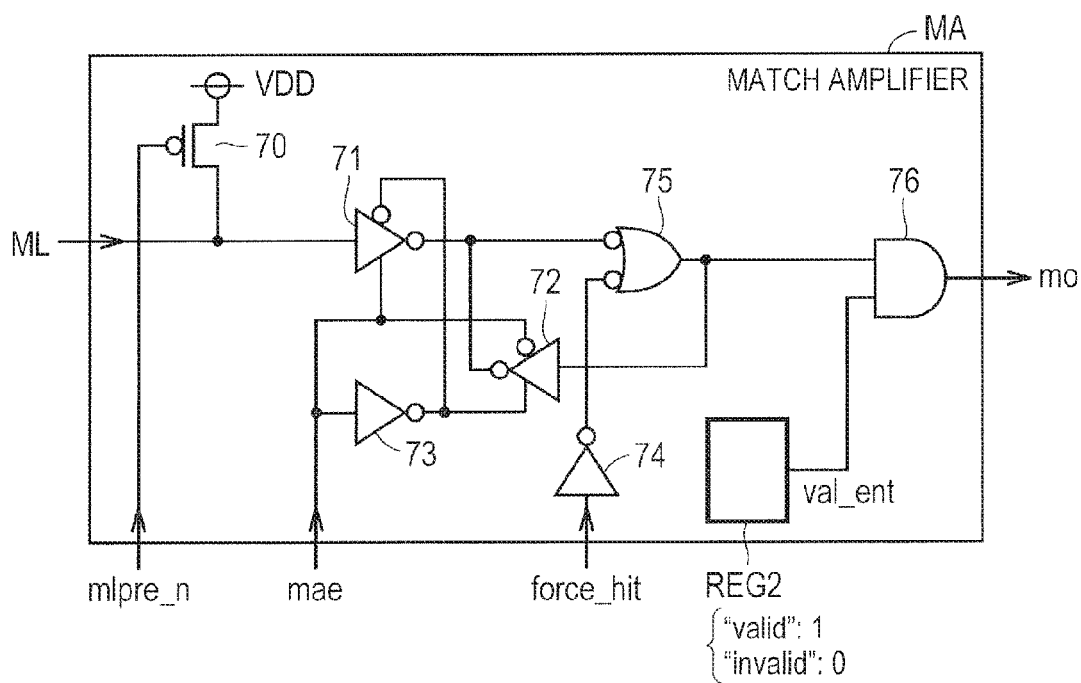 MA
MATCH AMPLIFIER
VDD
70
71
75
76
ML
mo
72
73
74
val_ent
mlpre_n
mae
force_hit
REG2
"valid": 1
"invalid": 0